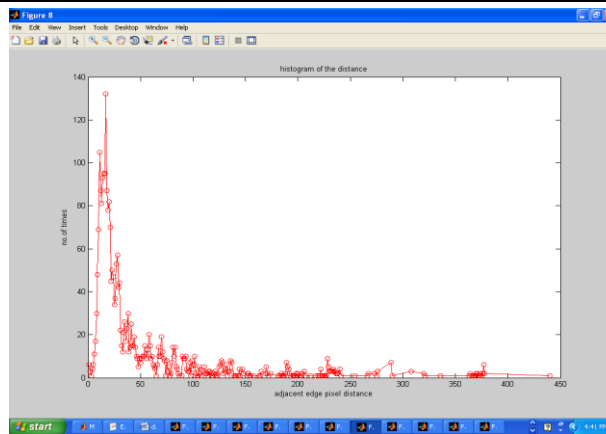 Figure 8
File Edit View Insert Tools Desktop Window Help
histogram of the distance
140
120
100
80
60
40
20
0
no.of times
0 50 100 150 200 250 300 350 400 450
adjacent edge pixel distance
start M E. d. F. F. F. F. F. F. F. F. F. 4:41 PM